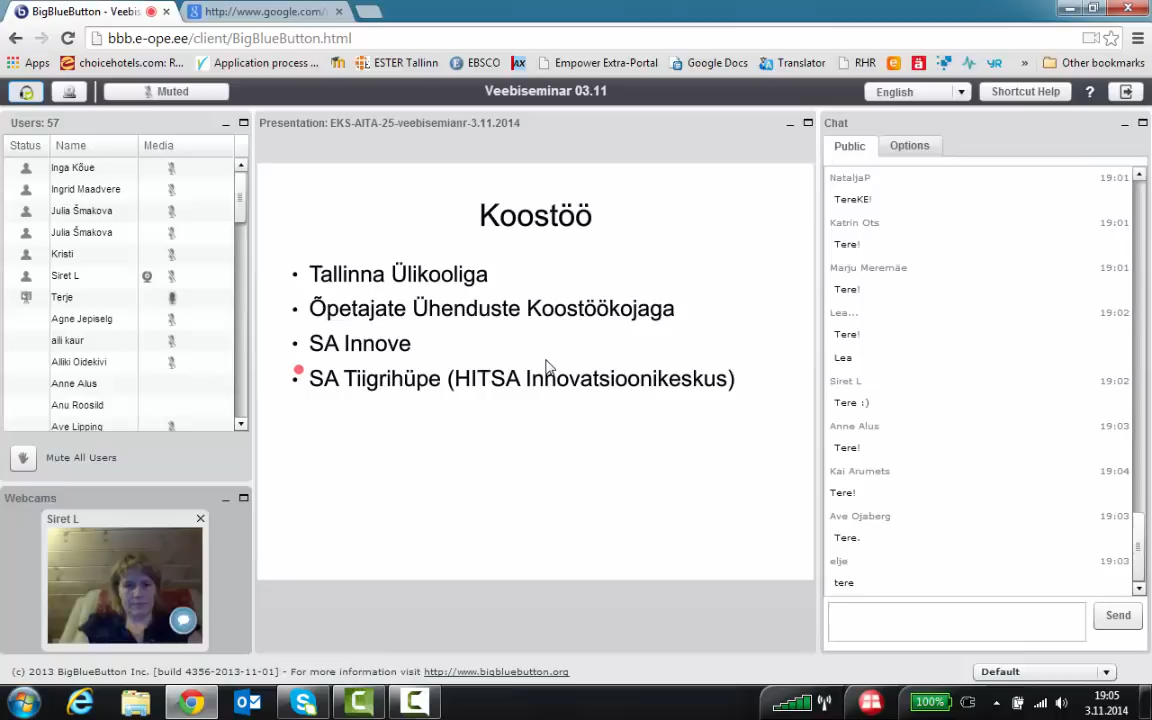 BigBlueButton - Veebis
http://www.google.com/
bbb.e-ope.ee/client/BigBlueButton.html
Apps
choicehotels.com: R...
Application process ...
ESTER Tallinn
EBSCO
Empower Extra-Portal
Google Docs
Translator
RHR
Other bookmarks
Muted
Veebiseminar 03.11
English
Shortcut Help
?
Users: 57
Status Name Media
Inga Kõue
Ingrid Maadvere
Julia Šmakova
Julia Šmakova
Kristi
Siret L
Terje
Agne Jepiselg
aili kaur
Alliki Oidekivi
Anne Alus
Anu Roosild
Ave Lipping
Mute All Users
Webcams
Siret L
Presentation: EKS-AITA-25-veebisemianr-3.11.2014
Koostöö
• Tallinna Ülikooliga
• Õpetajate Ühenduste Koostöökojaga
• SA Innove
• SA Tiigrihüpe (HITSA Innovatsioonikeskus)
Chat
Public Options
NataljaP 19:01
TereKE!
Katrin Ots 19:01
Tere!
Marju Meremäe 19:01
Tere!
Lea... 19:02
Tere!
Lea
Siret L 19:02
Tere :)
Anne Alus 19:03
Tere!
Kai Arumets 19:04
Tere!
Ave Ojaberg 19:03
Tere.
elje 19:03
tere
Send
(c) 2013 BigBlueButton Inc. [build 4356-2013-11-01] - For more information visit http://www.bigbluebutton.org
Default
100%
19:05
3.11.2014